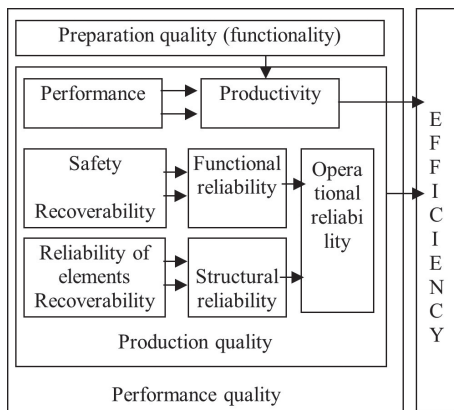 Preparation quality (functionality)
Performance
Productivity
Safety
Recoverability
Functional
reliability
Reliability of
elements
Recoverability
Structural
reliability
Opera
tional
reliabi
lity
Production quality
Performance quality
E
F
F
I
C
I
E
N
C
Y